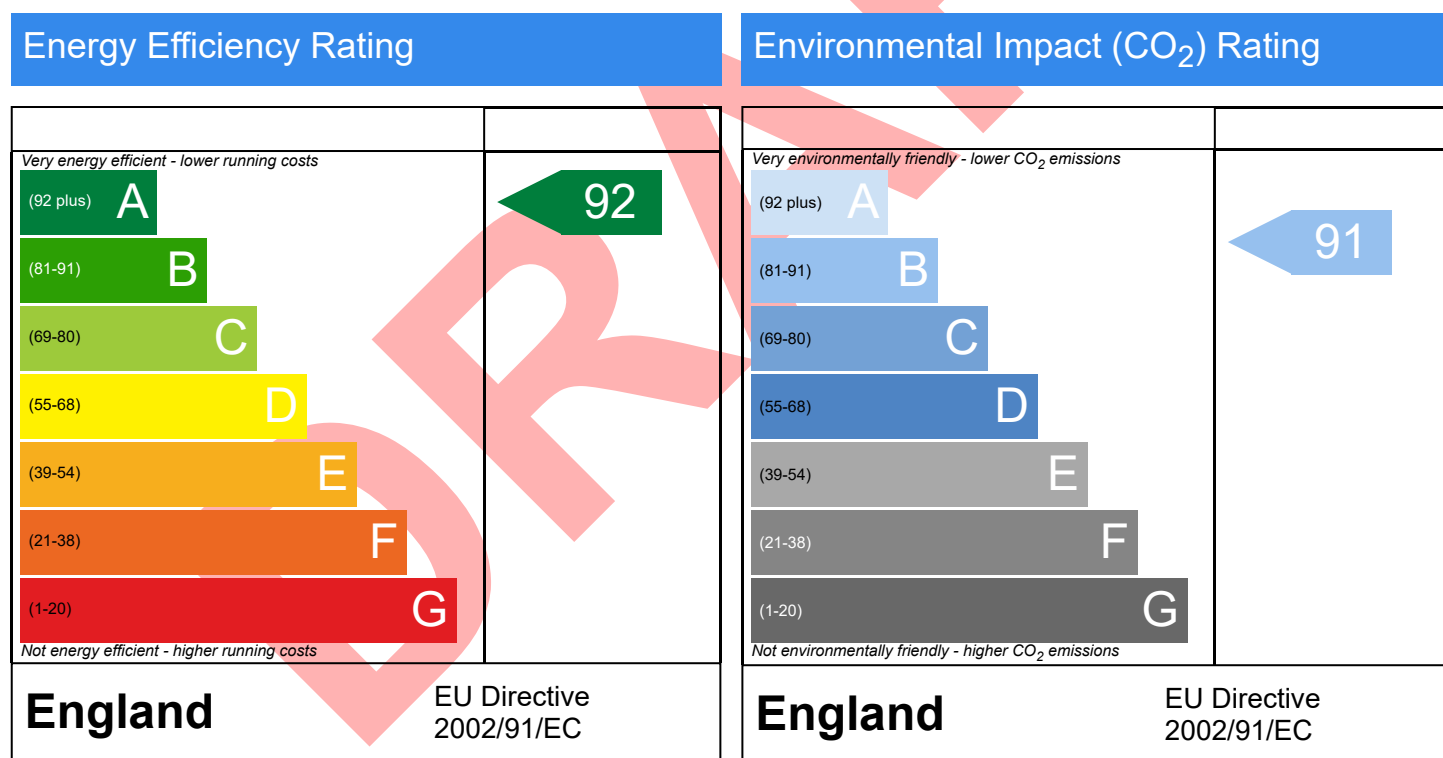 Energy Efficiency Rating
Very energy efficient - lower running costs
(92 plus) A
(81-91) B
(69-80) C
(55-68) D
(39-54) E
(21-38) F
(1-20) G
Not energy efficient - higher running costs
92
England
EU Directive
2002/91/EC
Environmental Impact (CO₂) Rating
Very environmentally friendly - lower CO₂ emissions
(92 plus) A
(81-91) B
(69-80) C
(55-68) D
(39-54) E
(21-38) F
(1-20) G
Not environmentally friendly - higher CO₂ emissions
91
England
EU Directive
2002/91/EC